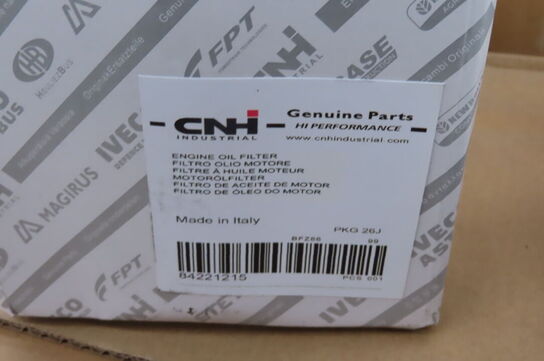 CNH
INDUSTRIAL
Genuine Parts
HI PERFORMANCE
www.cnhindustrial.com
ENGINE OIL FILTER
FILTRO OLIO MOTORE
FILTRE À HUILE MOTEUR
MOTORÖLFILTER
FILTRO DE ACEITE DE MOTOR
FILTRO DE ÓLEO DO MOTOR
Made in Italy
PKG 26J
BFZ86
99
84221215
PCS 001
FPT
HEULIEZBUS
MAGIRUS
IVECO
FPT